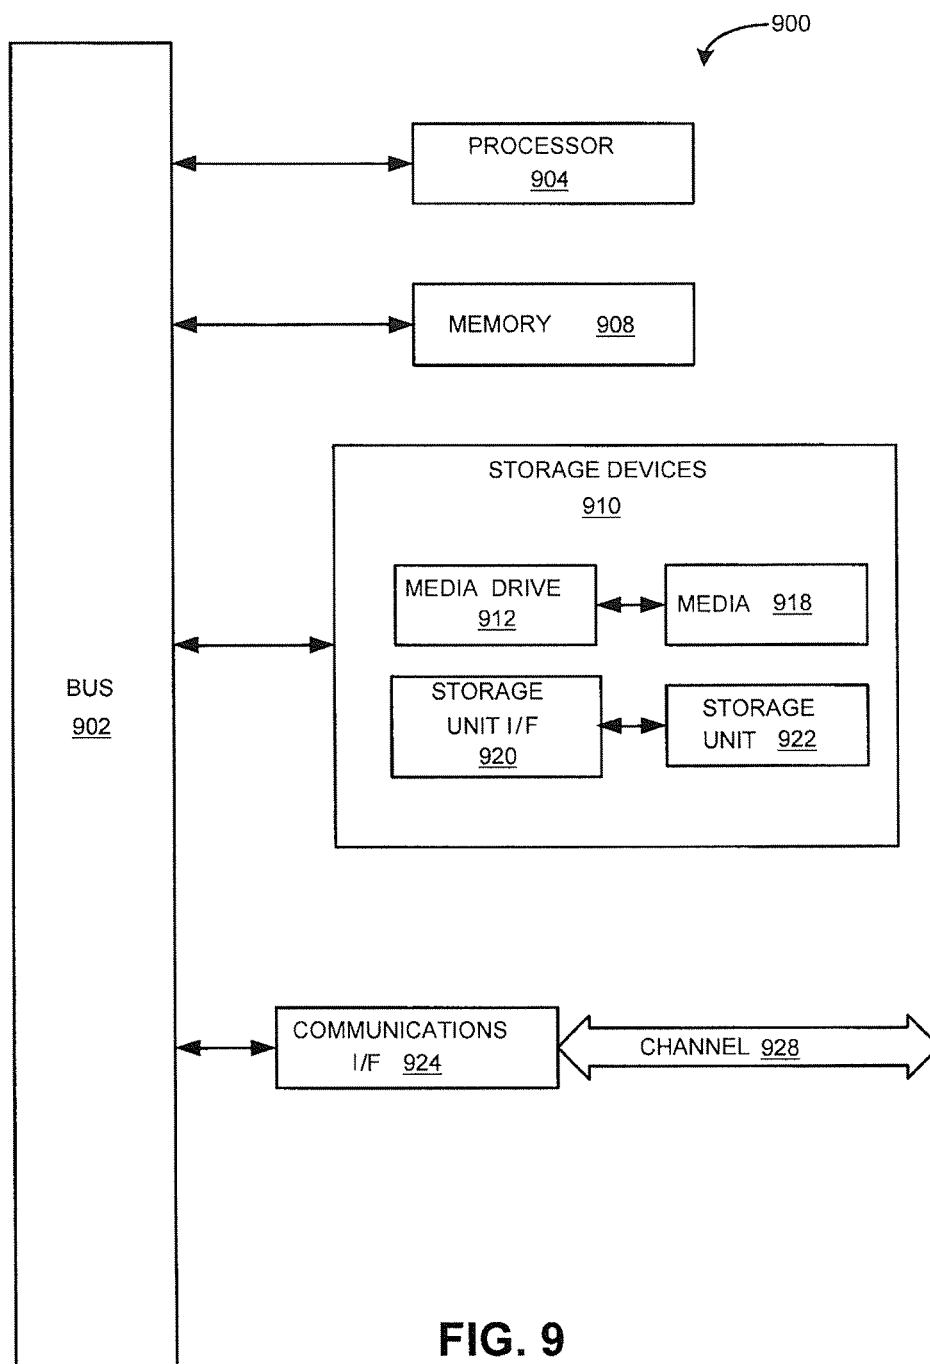 900
PROCESSOR
904
MEMORY 908
STORAGE DEVICES
910
MEDIA DRIVE
912
MEDIA 918
BUS
902
STORAGE
UNIT I/F
920
STORAGE
UNIT 922
COMMUNICATIONS
I/F 924
CHANNEL 928
FIG. 9